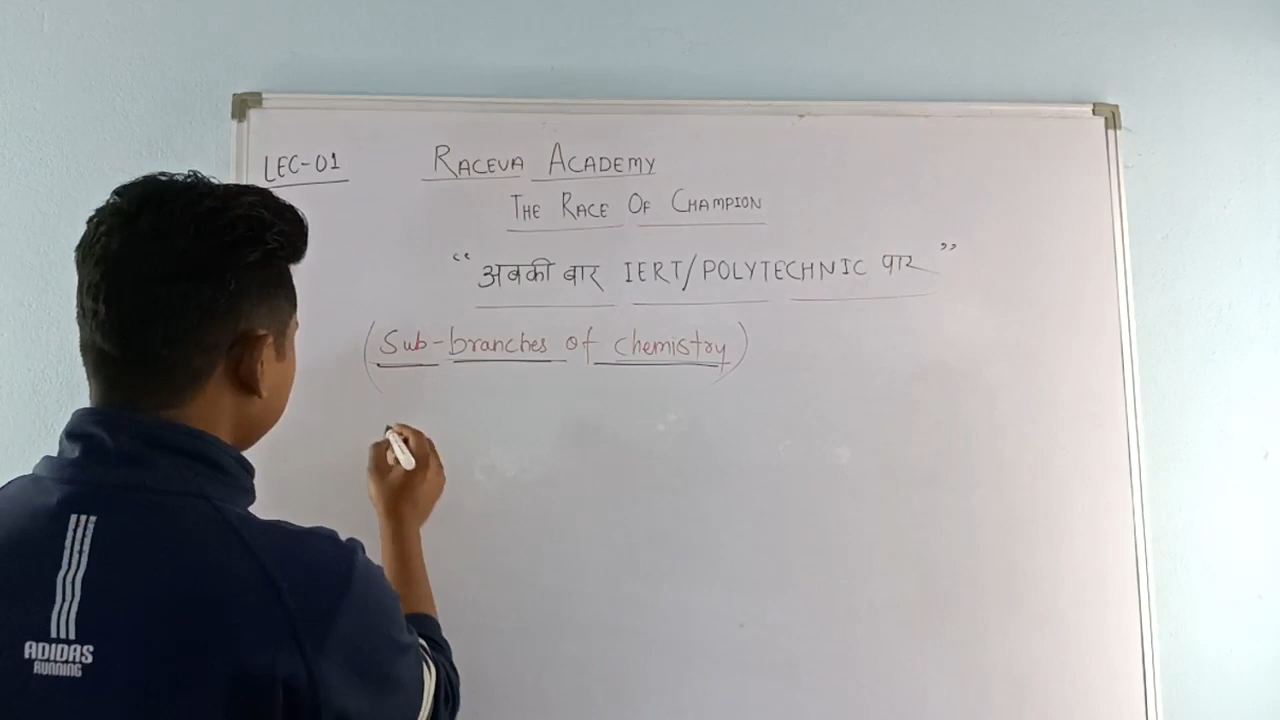 LEC-01
RACEVA ACADEMY
THE RACE OF CHAMPION
“अबकी बार IERT/POLYTECHNIC पार”
(Sub-branches of chemistry)
ADIDAS
RUNNING